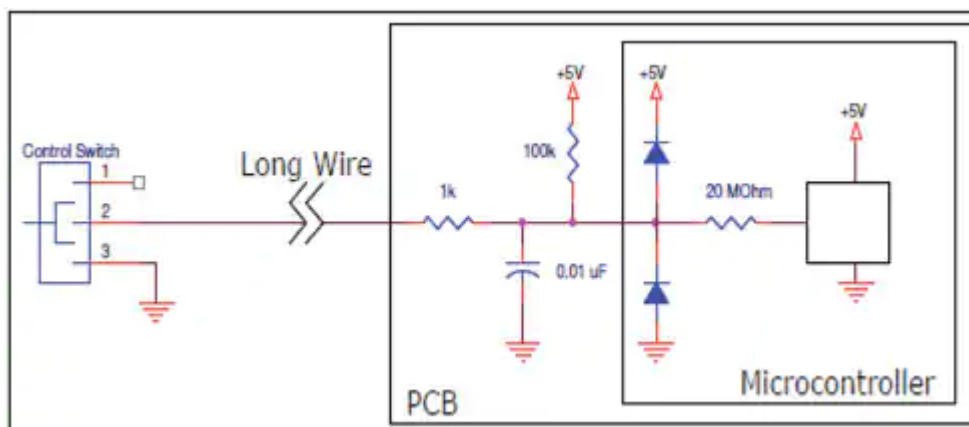 +5V
+5V
+5V
Control Switch
1
Long Wire
100k
1k
20 MOhm
2
3
0.01 uF
Microcontroller
PCB